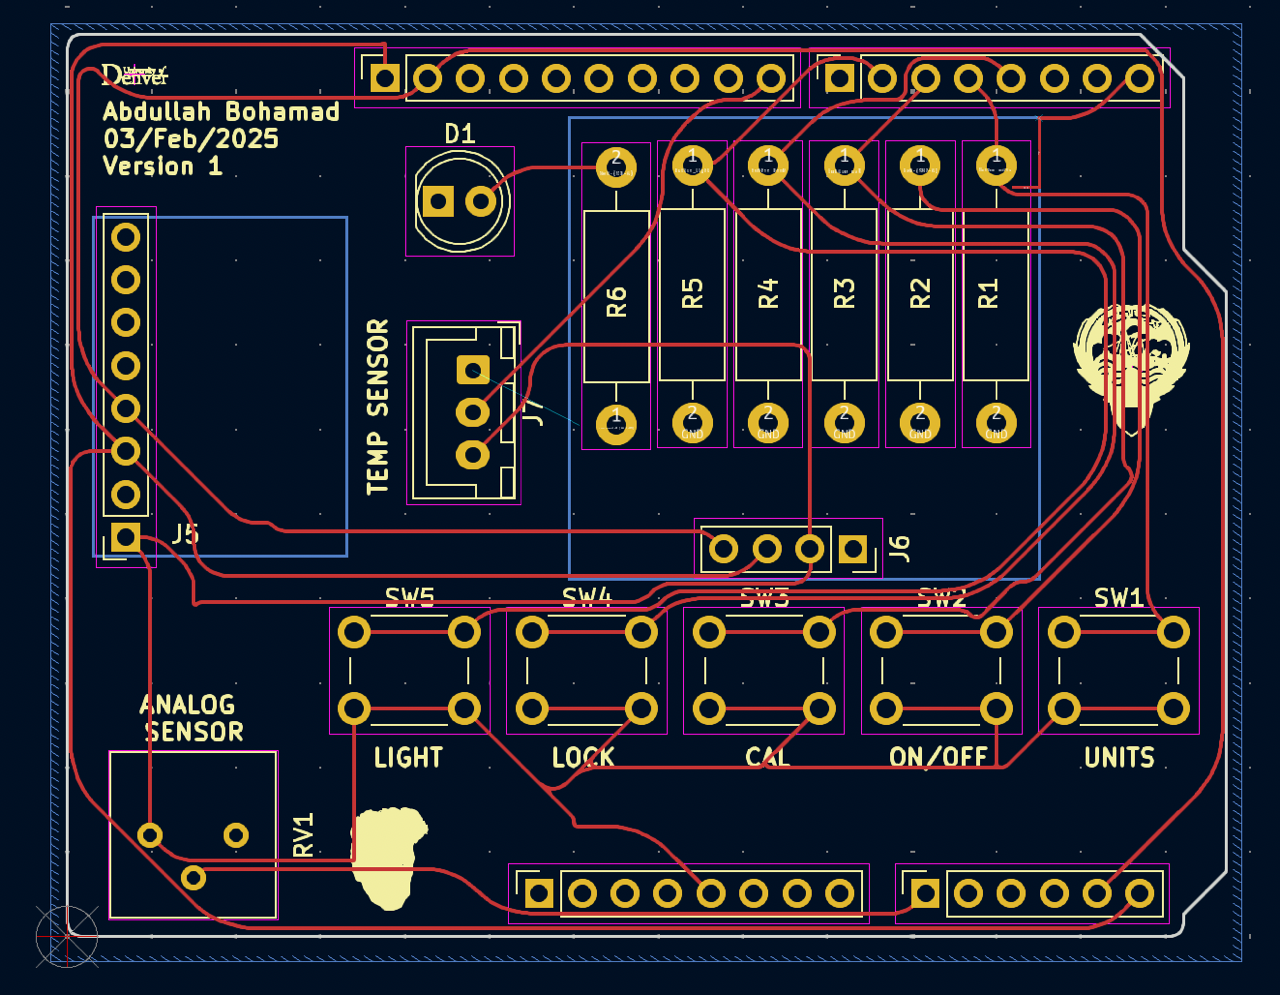 University of
Denver
Abdullah Bohamad
03/Feb/2025
Version 1
D1
2
1
1
1
1
1
TEMP SENSOR
J7
R6
R5
R4
R3
R2
R1
1
2
GND
2
GND
2
GND
2
GND
2
GND
J5
J6
SW5
SW4
SW3
SW2
SW1
ANALOG
SENSOR
LIGHT
LOCK
CAL
ON/OFF
UNITS
RV1